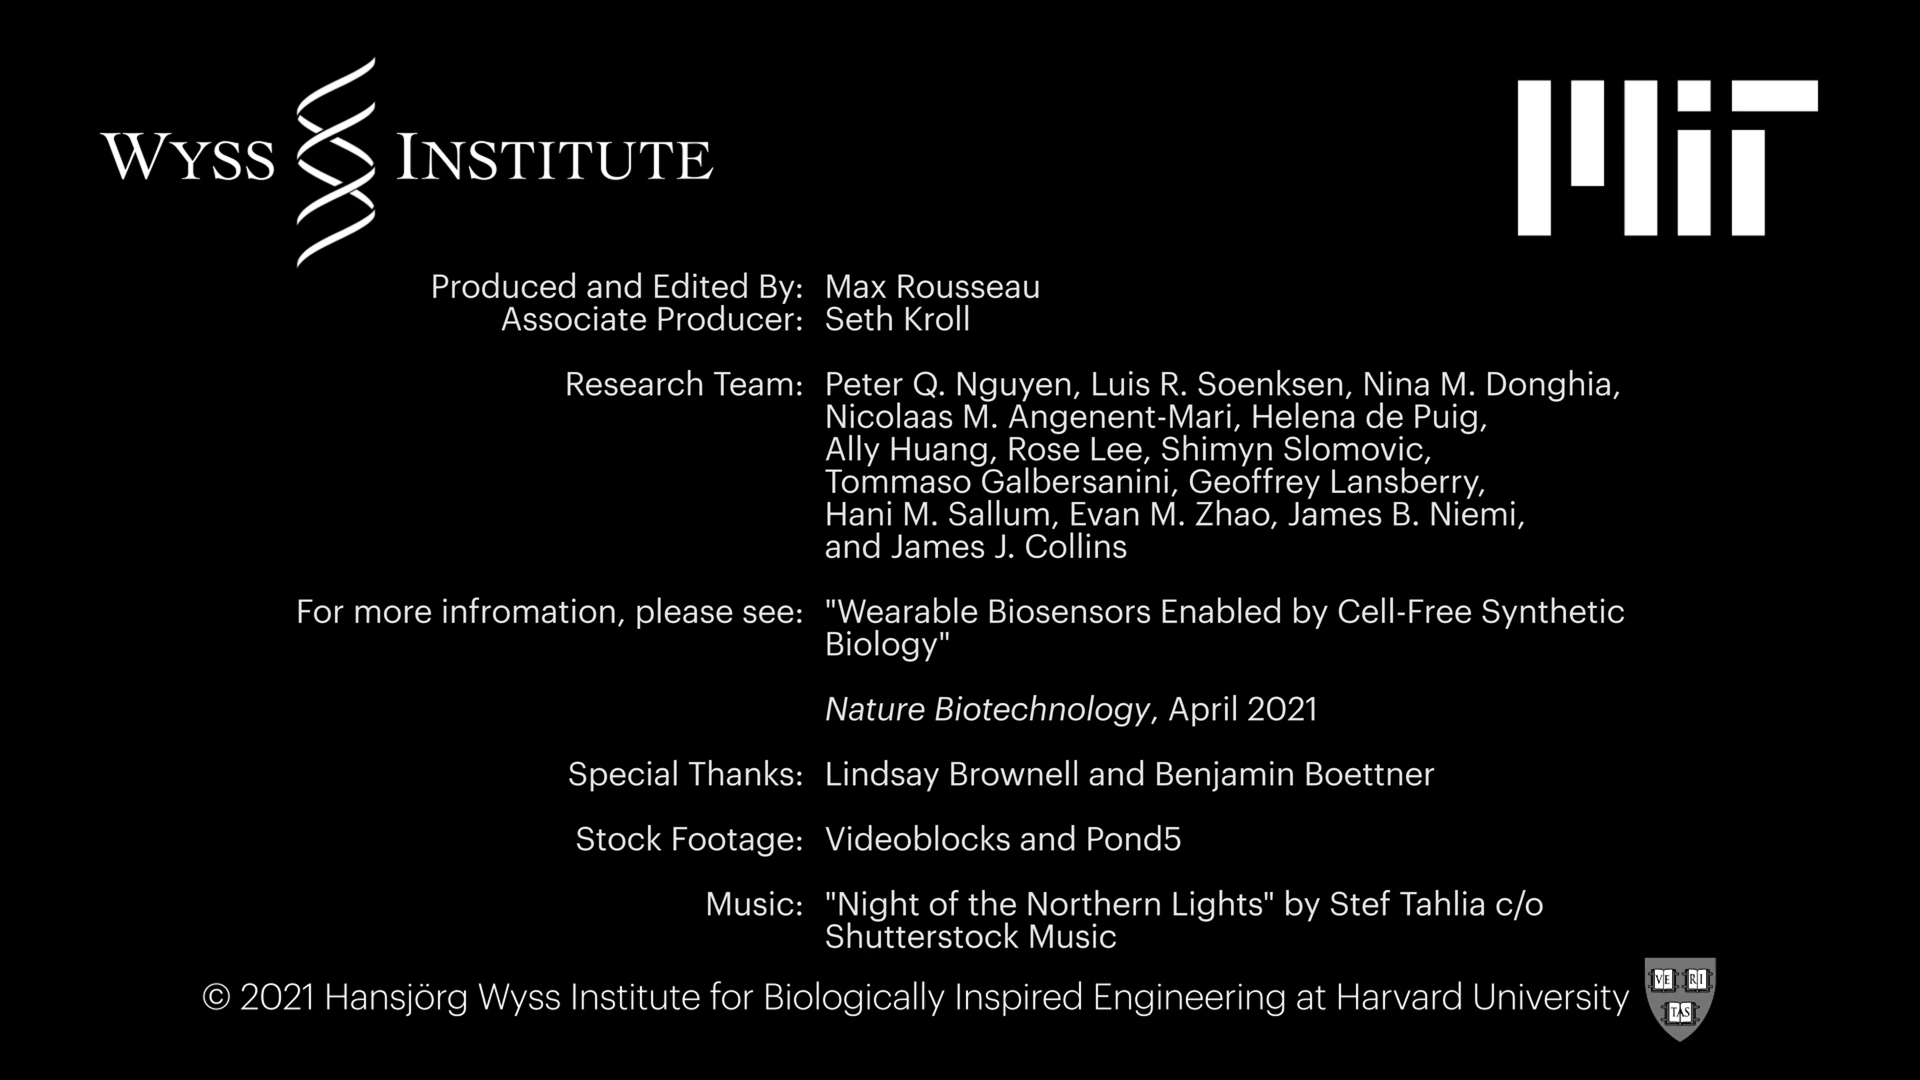 WYSS INSTITUTE
MIT
Produced and Edited By: Max Rousseau
Associate Producer: Seth Kroll
Research Team: Peter Q. Nguyen, Luis R. Soenksen, Nina M. Donghia,
Nicolaas M. Angenent-Mari, Helena de Puig,
Ally Huang, Rose Lee, Shimyn Slomovic,
Tommaso Galbersanini, Geoffrey Lansberry,
Hani M. Sallum, Evan M. Zhao, James B. Niemi,
and James J. Collins
For more infromation, please see: "Wearable Biosensors Enabled by Cell-Free Synthetic
Biology"
Nature Biotechnology, April 2021
Special Thanks: Lindsay Brownell and Benjamin Boettner
Stock Footage: Videoblocks and Pond5
Music: "Night of the Northern Lights" by Stef Tahlia c/o
Shutterstock Music
© 2021 Hansjörg Wyss Institute for Biologically Inspired Engineering at Harvard University
VE RI
TAS